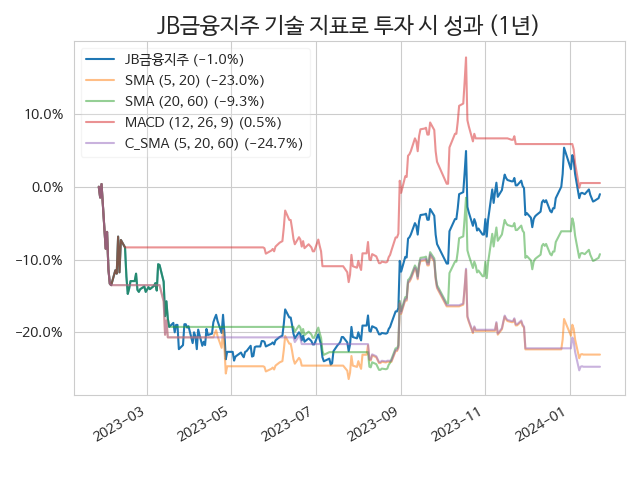 JB금융지주 기술 지표로 투자 시 성과 (1년)
JB금융지주 (−1.0%)
SMA (5, 20) (−23.0%)
SMA (20, 60) (−9.3%)
MACD (12, 26, 9) (0.5%)
C_SMA (5, 20, 60) (−24.7%)
10.0%
0.0%
−10.0%
−20.0%
2023−03
2023−05
2023−07
2023−09
2023−11
2024−01